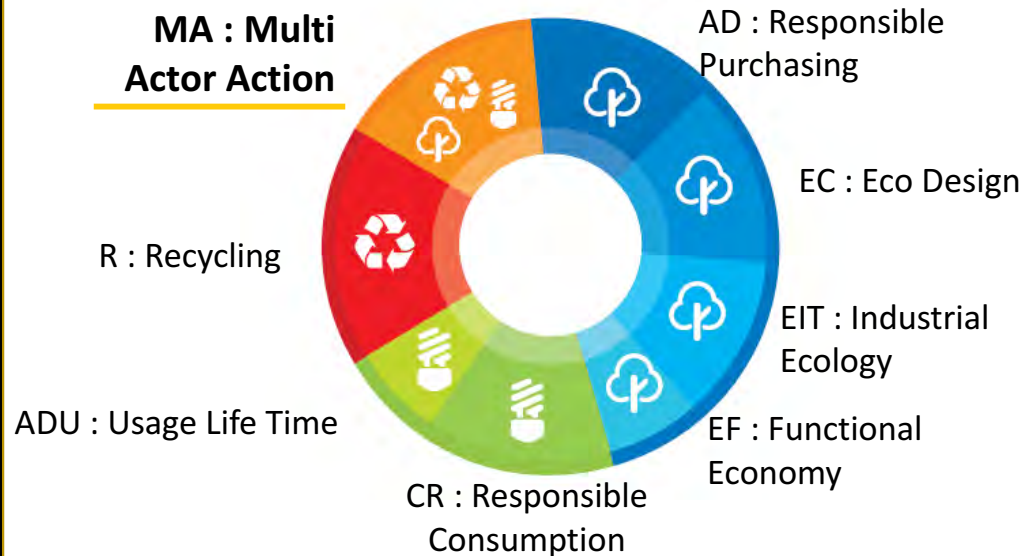 MA : Multi
Actor Action
AD : Responsible
Purchasing
EC : Eco Design
R : Recycling
EIT : Industrial
Ecology
ADU : Usage Life Time
EF : Functional
Economy
CR : Responsible
Consumption